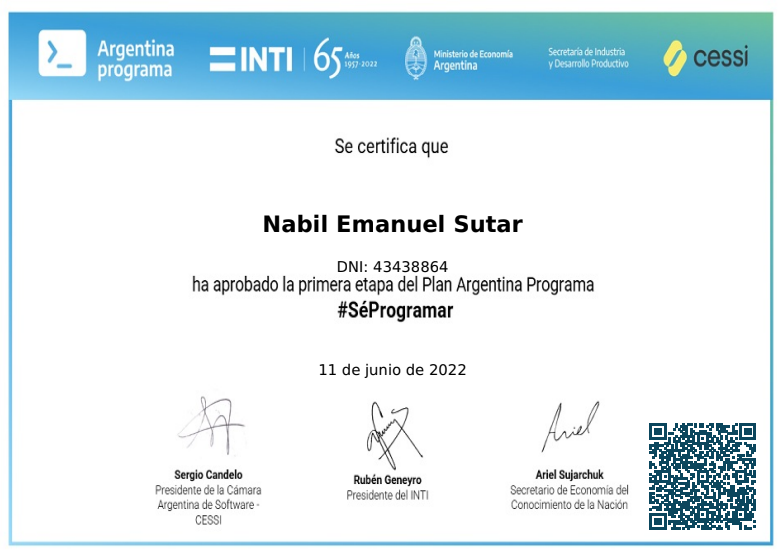 Argentina
programa
INTI
65 Años
1957-2022
Ministerio de Economía
Argentina
Secretaría de Industria
y Desarrollo Productivo
cessi
Se certifica que
Nabil Emanuel Sutar
DNI: 43438864
ha aprobado la primera etapa del Plan Argentina Programa
#SéProgramar
11 de junio de 2022
Ariel
Sergio Candelo
Presidente de la Cámara
Argentina de Software -
CESSI
Rubén Geneyro
Presidente del INTI
Ariel Sujarchuk
Secretario de Economía del
Conocimiento de la Nación